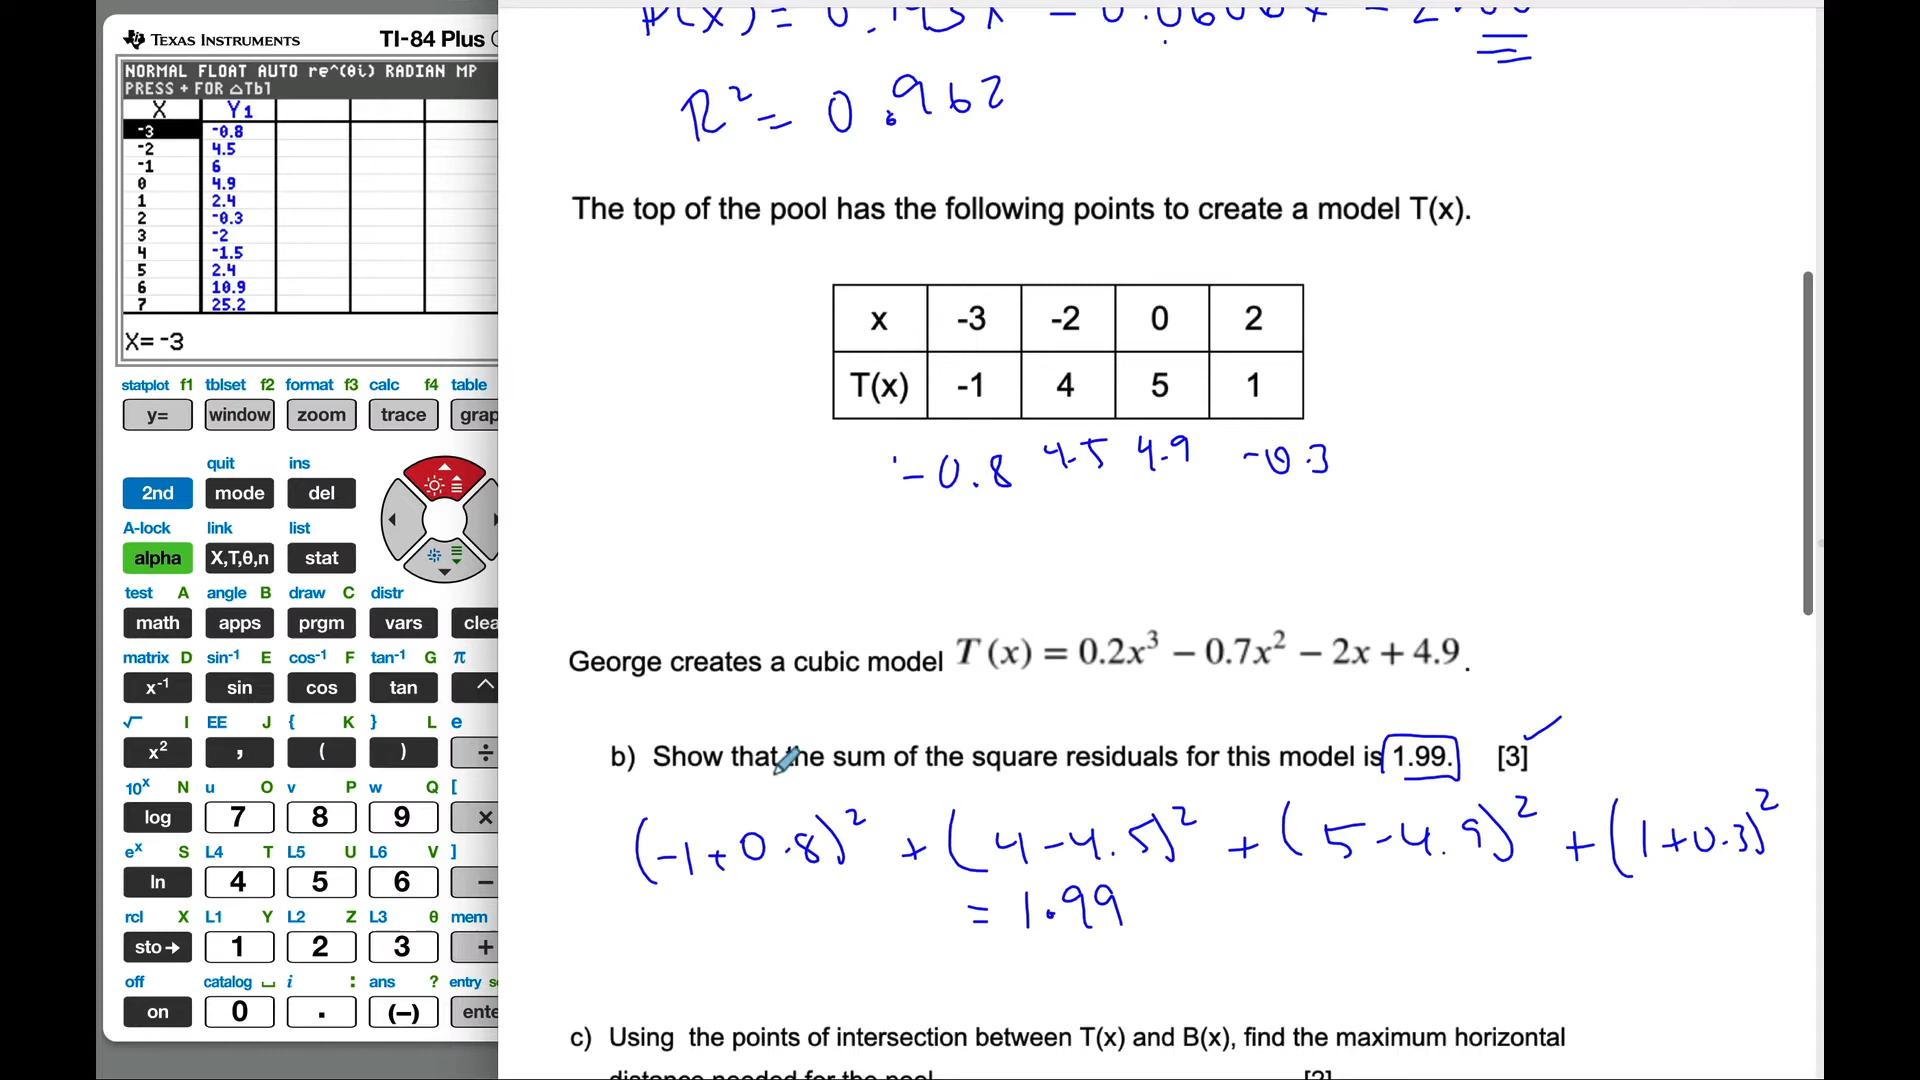 TEXAS INSTRUMENTS TI-84 Plus C
NORMAL FLOAT AUTO re^(θi) RADIAN MP
PRESS + FOR △Tbl
X Y1
-3 -0.8
-2 4.5
-1 6
0 4.9
1 2.4
2 -0.3
3 -2
4 -1.5
5 2.4
6 10.9
7 25.2
X= -3
statplot f1 tblset f2 format f3 calc f4 table
y= window zoom trace grap
quit ins
2nd mode del
A-lock link list
alpha X,T,θ,n stat
test A angle B draw C distr
math apps prgm vars clea
matrix D sin⁻¹ E cos⁻¹ F tan⁻¹ G π
x⁻¹ sin cos tan ^
√ I EE J { K } L e
x² , ( ) ÷
10ˣ N u O v P w Q [
log 7 8 9 ×
eˣ S L4 T L5 U L6 V ]
ln 4 5 6 −
rcl X L1 Y L2 Z L3 θ mem
sto→ 1 2 3 +
off catalog ⎵ i : ans ? entry s
on 0 . (−) ente
R² = 0.962
The top of the pool has the following points to create a model T(x).
x -3 -2 0 2
T(x) -1 4 5 1
-0.8 4.5 4.9 -0.3
George creates a cubic model T (x) = 0.2x³ − 0.7x² − 2x + 4.9 .
b) Show that the sum of the square residuals for this model is 1.99. [3] ✓
(-1+0.8)² + (4-4.5)² + (5-4.9)² + (1+0.3)²
= 1.99
c) Using the points of intersection between T(x) and B(x), find the maximum horizontal
distance needed for the pool. [2]